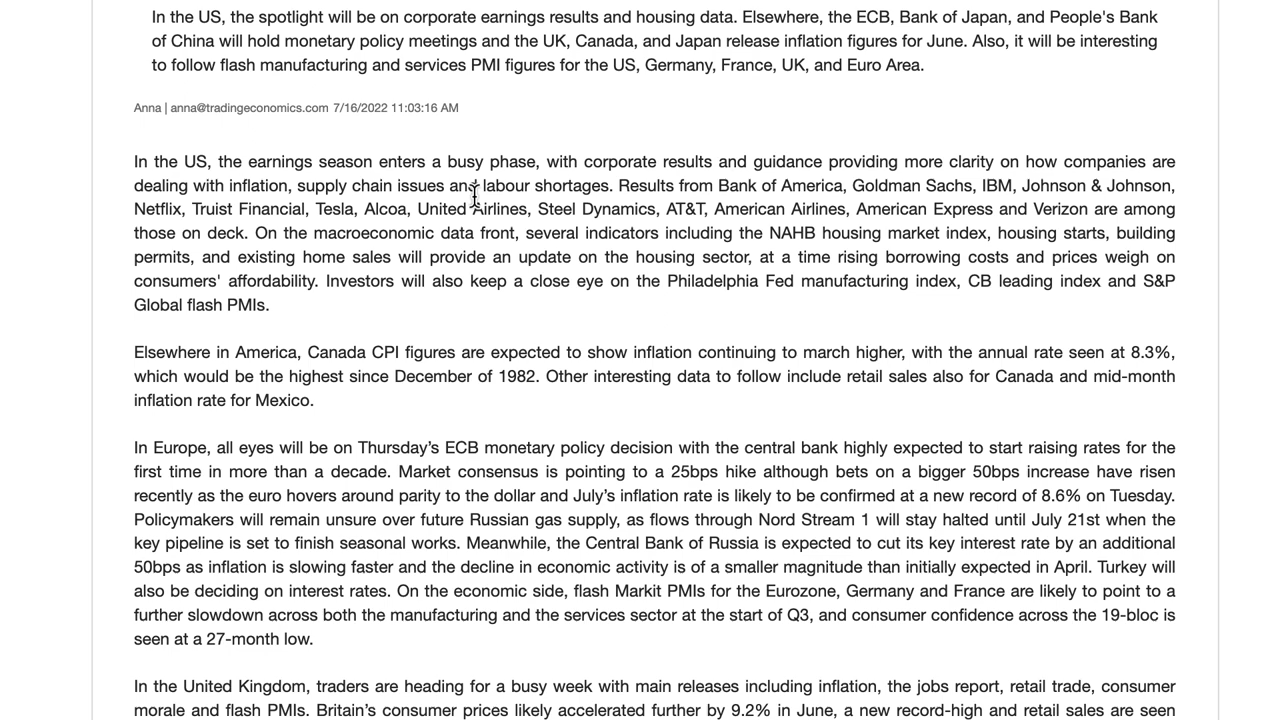 In the US, the spotlight will be on corporate earnings results and housing data. Elsewhere, the ECB, Bank of Japan, and People's Bank
of China will hold monetary policy meetings and the UK, Canada, and Japan release inflation figures for June. Also, it will be interesting
to follow flash manufacturing and services PMI figures for the US, Germany, France, UK, and Euro Area.
Anna | anna@tradingeconomics.com 7/16/2022 11:03:16 AM
In the US, the earnings season enters a busy phase, with corporate results and guidance providing more clarity on how companies are
dealing with inflation, supply chain issues and labour shortages. Results from Bank of America, Goldman Sachs, IBM, Johnson & Johnson,
Netflix, Truist Financial, Tesla, Alcoa, United Airlines, Steel Dynamics, AT&T, American Airlines, American Express and Verizon are among
those on deck. On the macroeconomic data front, several indicators including the NAHB housing market index, housing starts, building
permits, and existing home sales will provide an update on the housing sector, at a time rising borrowing costs and prices weigh on
consumers' affordability. Investors will also keep a close eye on the Philadelphia Fed manufacturing index, CB leading index and S&P
Global flash PMIs.
Elsewhere in America, Canada CPI figures are expected to show inflation continuing to march higher, with the annual rate seen at 8.3%,
which would be the highest since December of 1982. Other interesting data to follow include retail sales also for Canada and mid-month
inflation rate for Mexico.
In Europe, all eyes will be on Thursday’s ECB monetary policy decision with the central bank highly expected to start raising rates for the
first time in more than a decade. Market consensus is pointing to a 25bps hike although bets on a bigger 50bps increase have risen
recently as the euro hovers around parity to the dollar and July’s inflation rate is likely to be confirmed at a new record of 8.6% on Tuesday.
Policymakers will remain unsure over future Russian gas supply, as flows through Nord Stream 1 will stay halted until July 21st when the
key pipeline is set to finish seasonal works. Meanwhile, the Central Bank of Russia is expected to cut its key interest rate by an additional
50bps as inflation is slowing faster and the decline in economic activity is of a smaller magnitude than initially expected in April. Turkey will
also be deciding on interest rates. On the economic side, flash Markit PMIs for the Eurozone, Germany and France are likely to point to a
further slowdown across both the manufacturing and the services sector at the start of Q3, and consumer confidence across the 19-bloc is
seen at a 27-month low.
In the United Kingdom, traders are heading for a busy week with main releases including inflation, the jobs report, retail trade, consumer
morale and flash PMIs. Britain’s consumer prices likely accelerated further by 9.2% in June, a new record-high and retail sales are seen